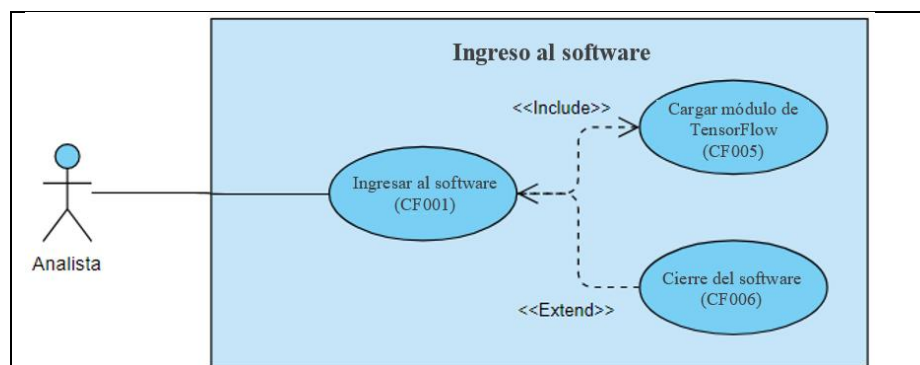 Ingreso al software
<<Include>>
Cargar módulo de
TensorFlow
(CF005)
Ingresar al software
(CF001)
Analista
Cierre del software
(CF006)
<<Extend>>